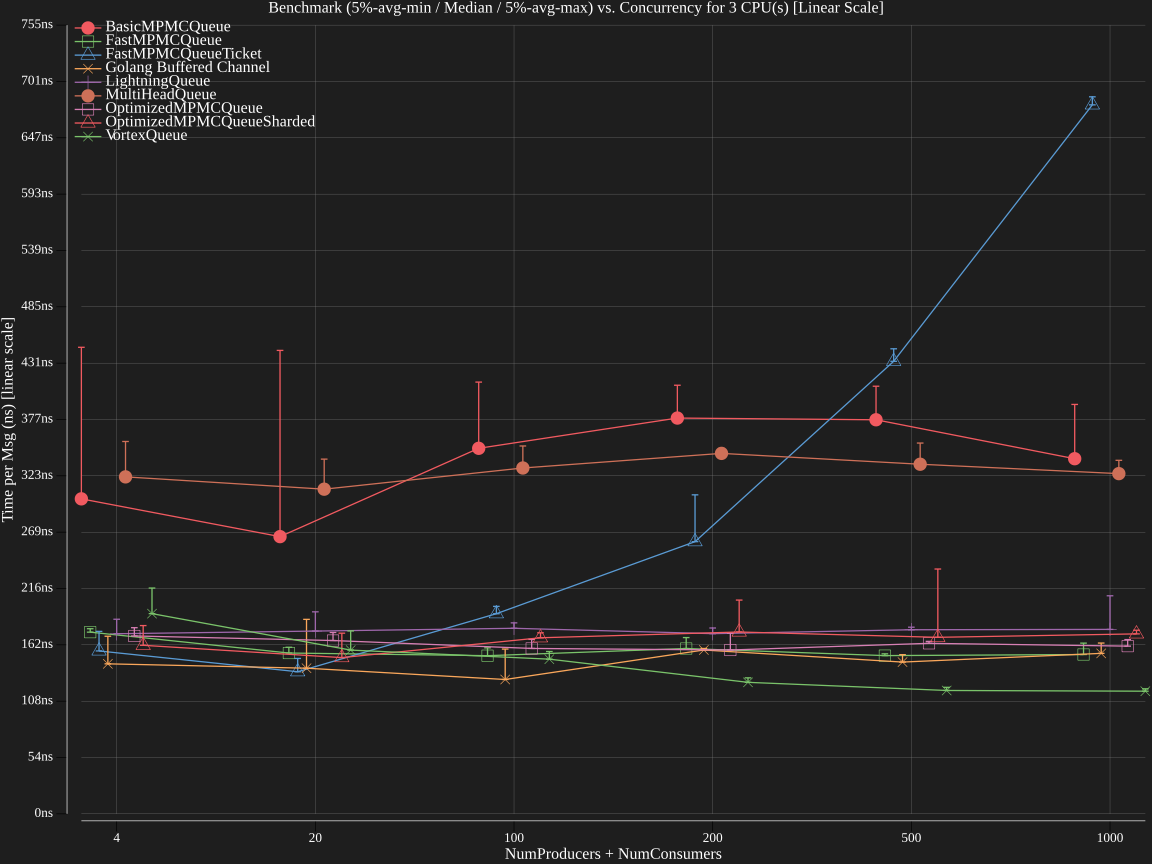 Benchmark (5%-avg-min / Median / 5%-avg-max) vs. Concurrency for 3 CPU(s) [Linear Scale]
BasicMPMCQueue
FastMPMCQueue
FastMPMCQueueTicket
Golang Buffered Channel
LightningQueue
MultiHeadQueue
OptimizedMPMCQueue
OptimizedMPMCQueueSharded
VortexQueue
Time per Msg (ns) [linear scale]
755ns
701ns
647ns
593ns
539ns
485ns
431ns
377ns
323ns
269ns
216ns
162ns
108ns
54ns
0ns
4 20 100 200 500 1000
NumProducers + NumConsumers